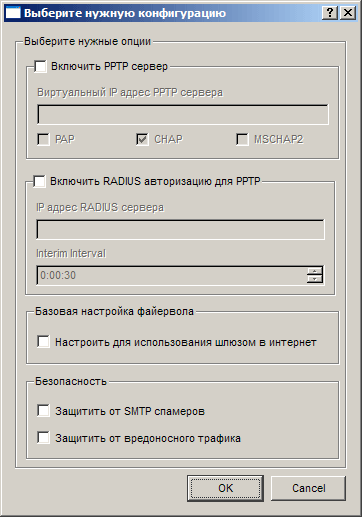 Выберите нужную конфигурацию
Выберите нужные опции
Включить PPTP сервер
Виртуальный IP адрес PPTP сервера
PAP CHAP MSCHAP2
Включить RADIUS авторизацию для PPTP
IP адрес RADIUS сервера
Interim Interval
0:00:30
Базовая настройка файервола
Настроить для использования шлюзом в интернет
Безопасность
Защитить от SMTP спамеров
Защитить от вредоносного трафика
OK Cancel